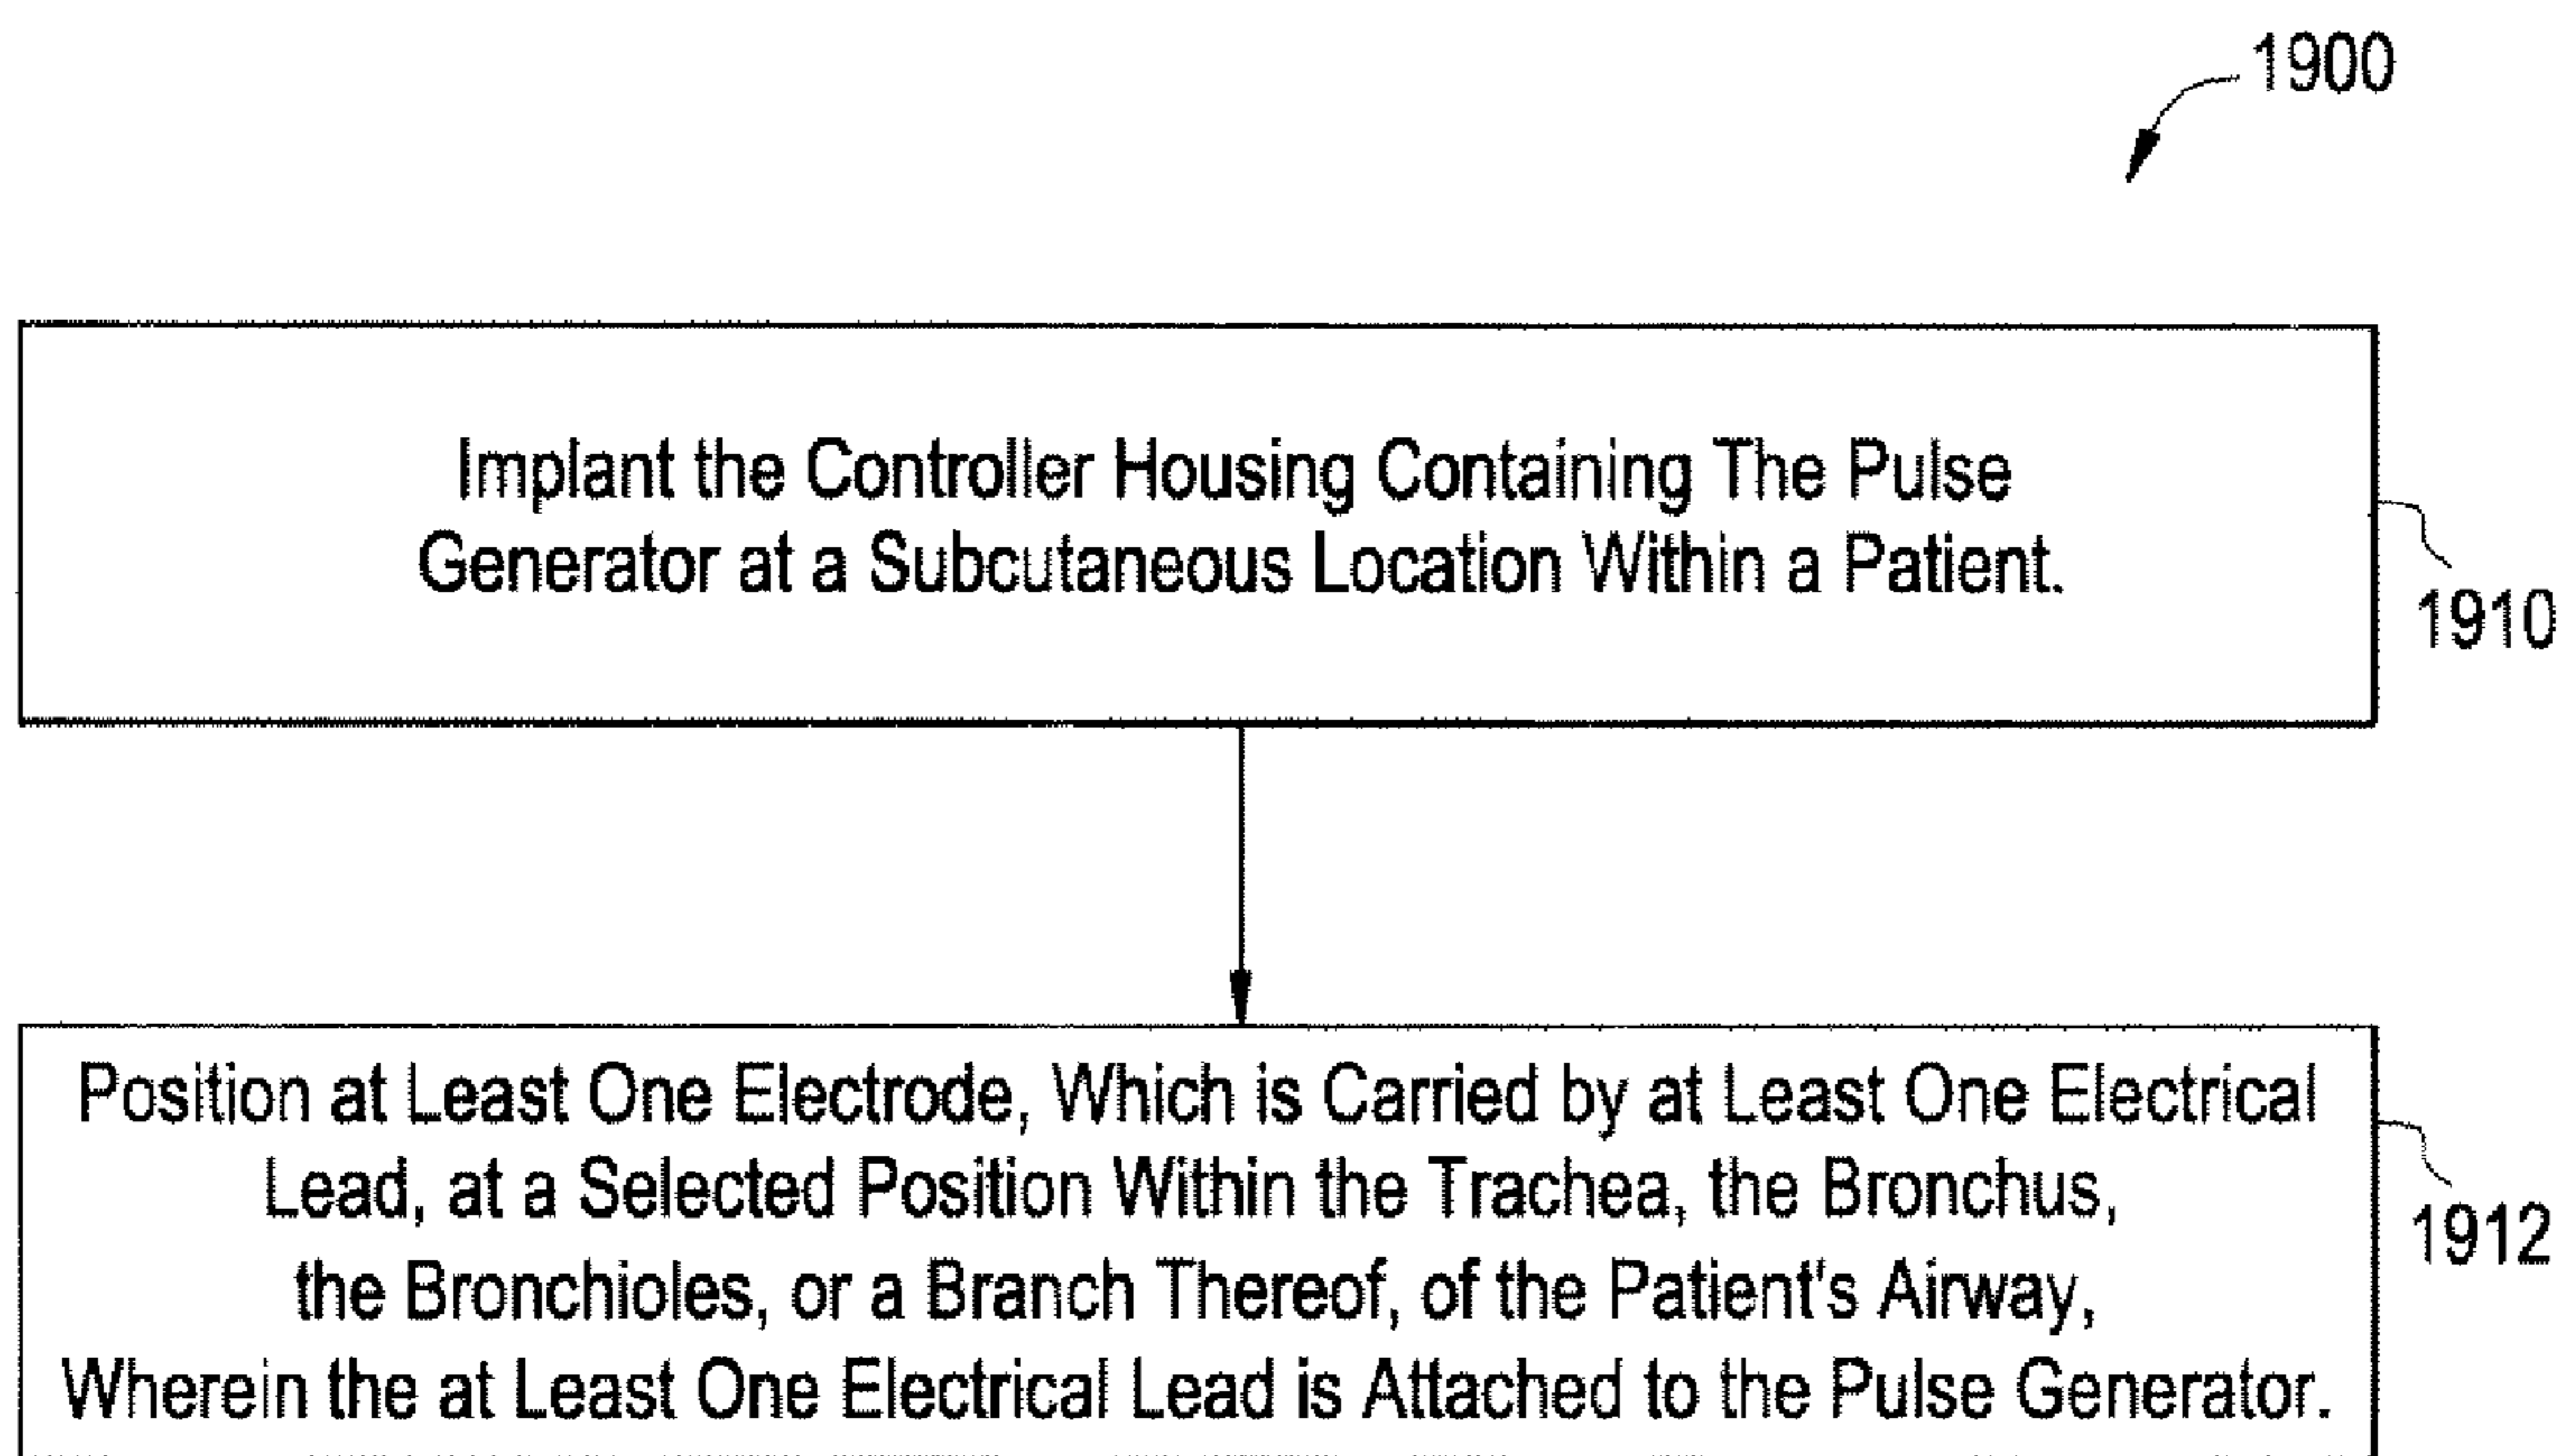 1900
Implant the Controller Housing Containing The Pulse
Generator at a Subcutaneous Location Within a Patient.
1910
Position at Least One Electrode, Which is Carried by at Least One Electrical
Lead, at a Selected Position Within the Trachea, the Bronchus,
the Bronchioles, or a Branch Thereof, of the Patient's Airway,
Wherein the at Least One Electrical Lead is Attached to the Pulse Generator.
1912